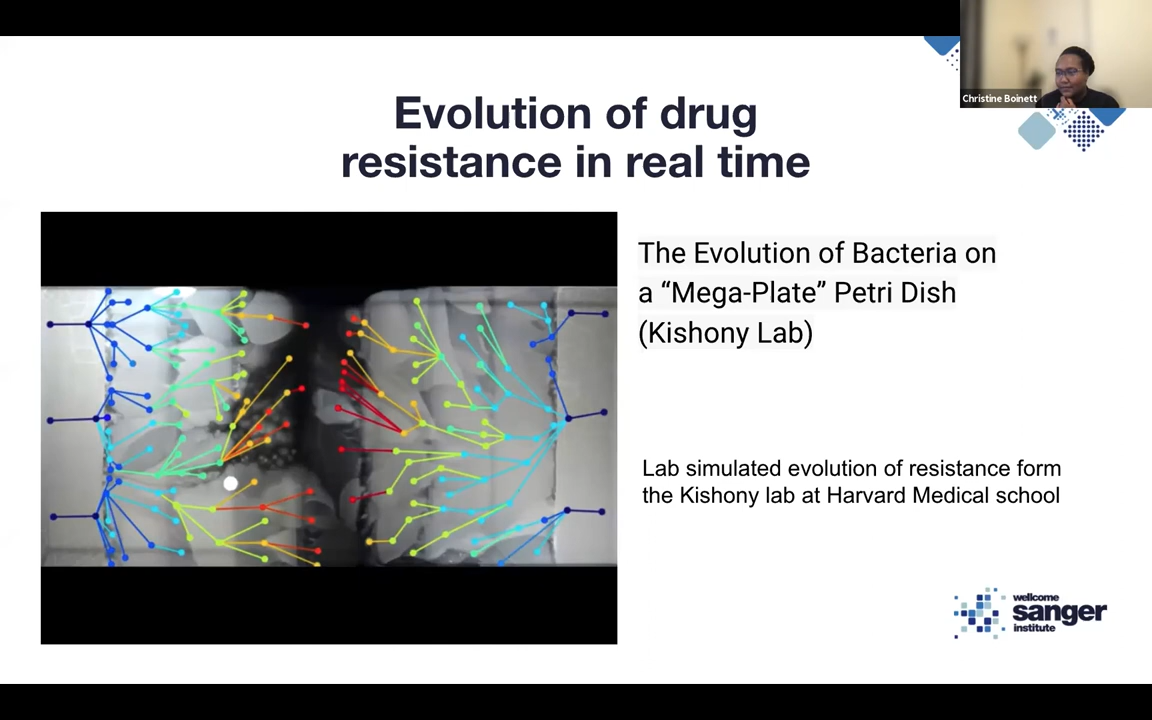 Christine Boinett
Evolution of drug
resistance in real time
The Evolution of Bacteria on
a “Mega-Plate” Petri Dish
(Kishony Lab)
Lab simulated evolution of resistance form
the Kishony lab at Harvard Medical school
wellcome
sanger
institute